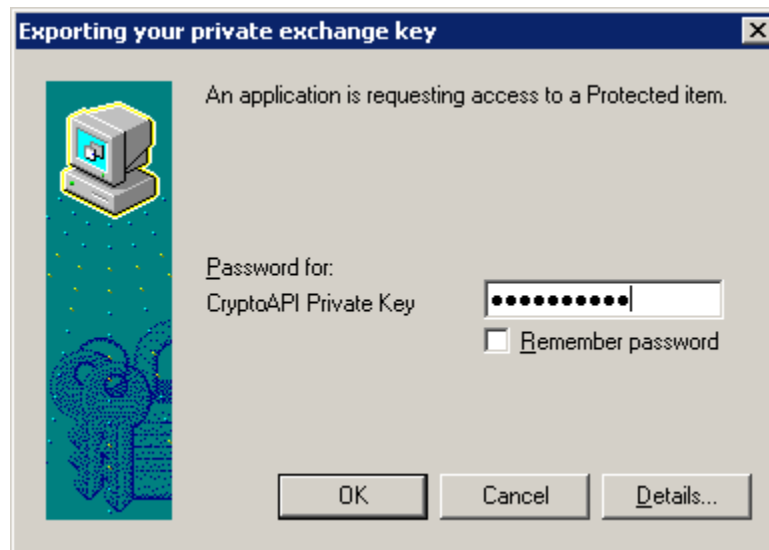 Exporting your private exchange key
An application is requesting access to a Protected item.
Password for:
CryptoAPI Private Key
●●●●●●●●●●
Remember password
OK
Cancel
Details...